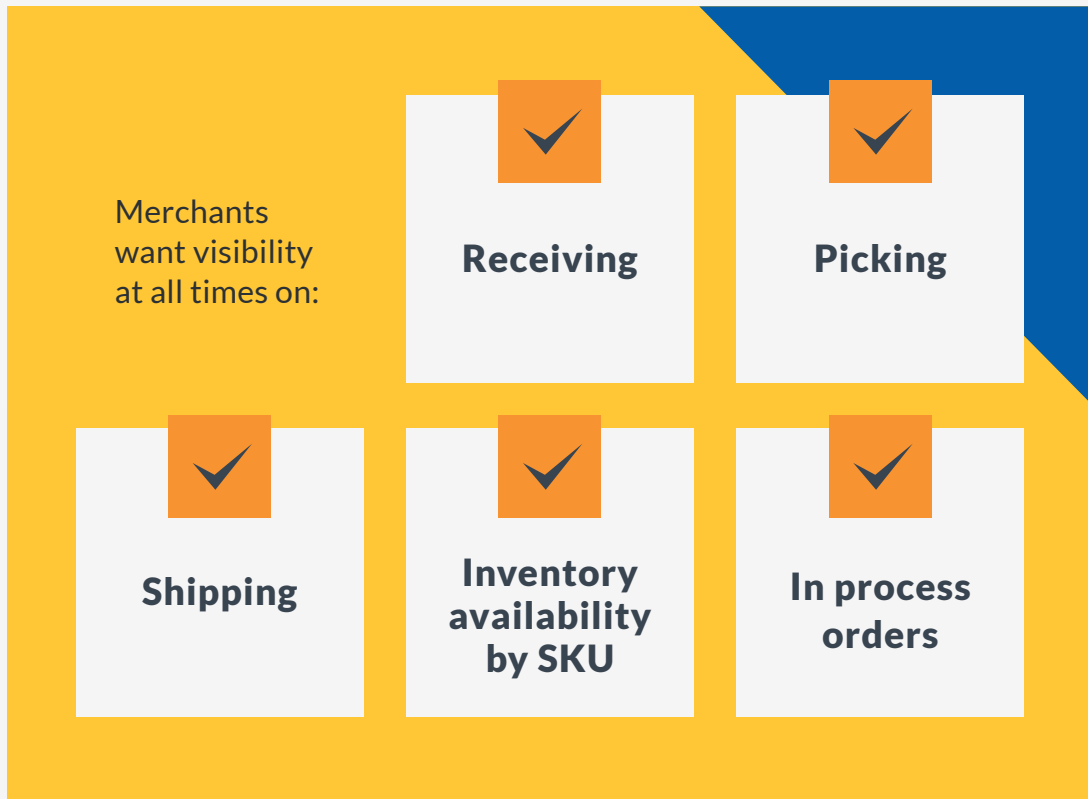 Merchants
want visibility
at all times on:
Receiving
Picking
Shipping
Inventory
availability
by SKU
In process
orders